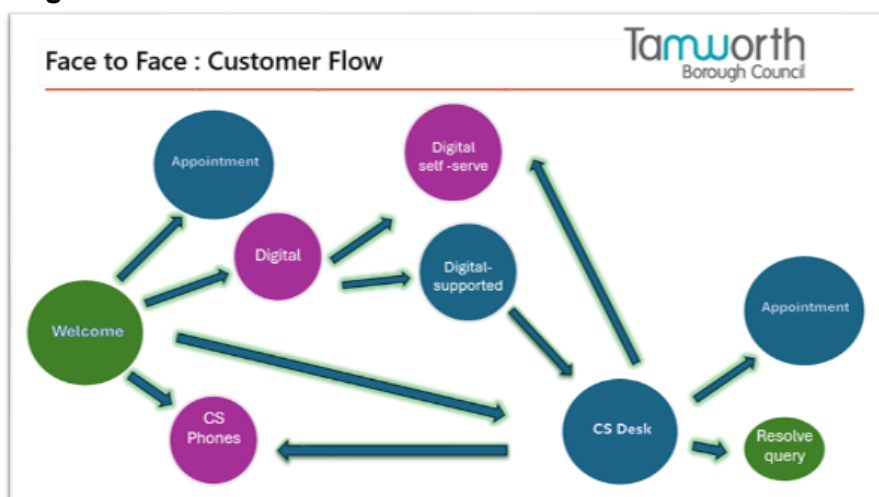 Face to Face : Customer Flow
Tamworth
Borough Council
Appointment
Digital
self -serve
Digital
Digital-
supported
Welcome
Appointment
CS
Phones
CS Desk
Resolve
query